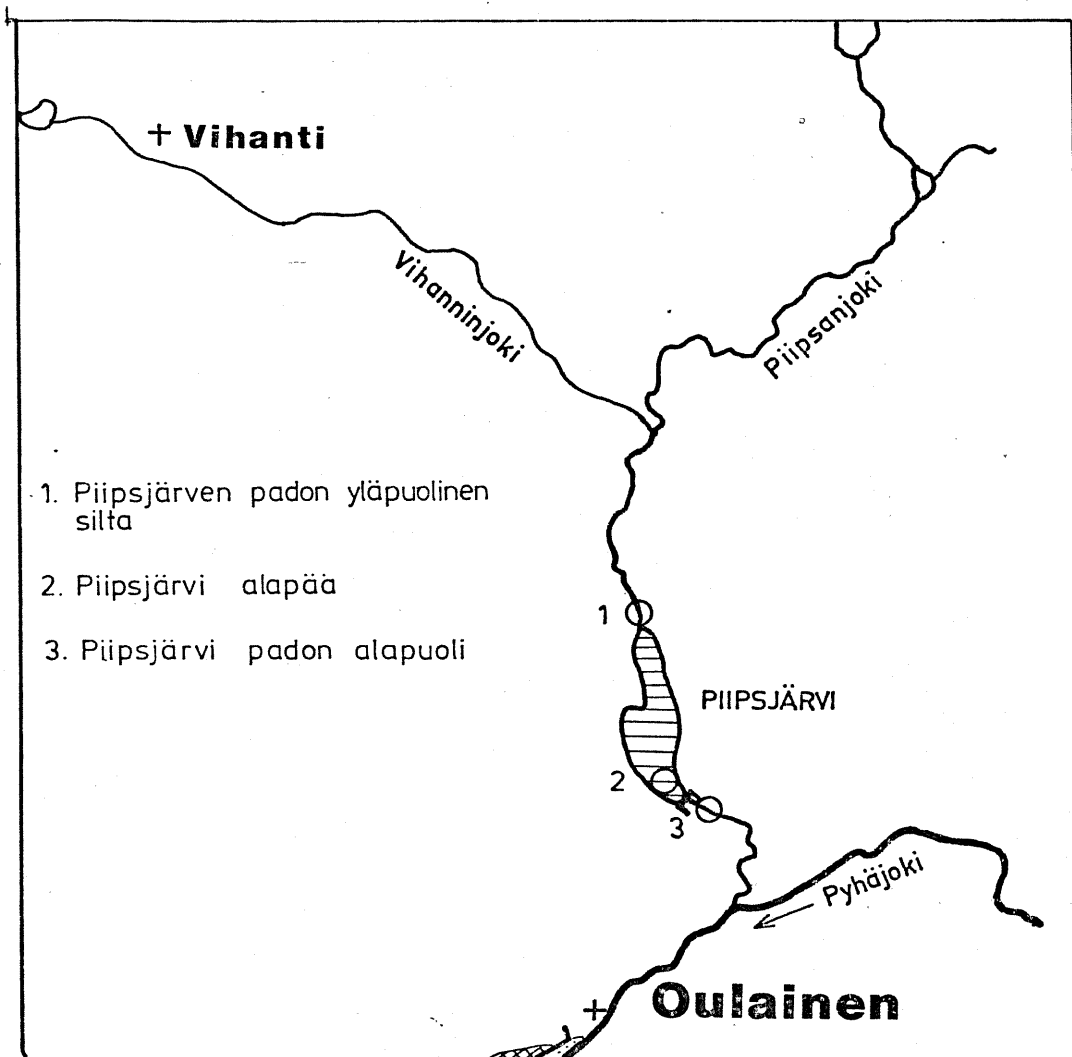 + Vihanti
Vihanninjoki
Piipsanjoki
1. Piipsjärven padon yläpuolinen
silta
2. Piipsjärvi alapää
3. Piipsjärvi padon alapuoli
1
PIIPSJÄRVI
2
3
Pyhäjoki
+ Oulainen